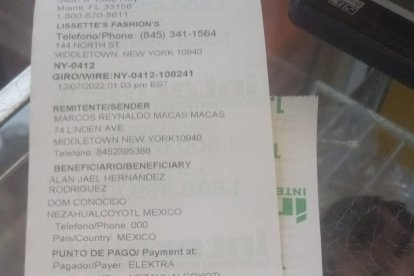 Miami, FL 33156
1-800-670-8611
LISSETTE'S FASHION'S
Telefono/Phone: (845) 341-1564
144 NORTH ST
MIDDLETOWN, NEW YORK 10940
NY-0412
GIRO/WIRE:NY-0412-108241
12/07/2022 01:03 pm EST
REMITENTE/SENDER
MARCOS REYNALDO MACAS MACAS
74 LINDEN AVE
MIDDLETOWN NEW YORK10940
Telefono: 8452395388
BENEFICIARIO/BENEFICIARY
ALAN JAEL HERNANDEZ
RODRIGUEZ
DOM CONOCIDO
NEZAHUALCOYOTL MEXICO
Telefono/Phone: 000
Pais/Country: MEXICO
PUNTO DE PAGO/ Payment at:
Pagador/Payer: ELEKTRA